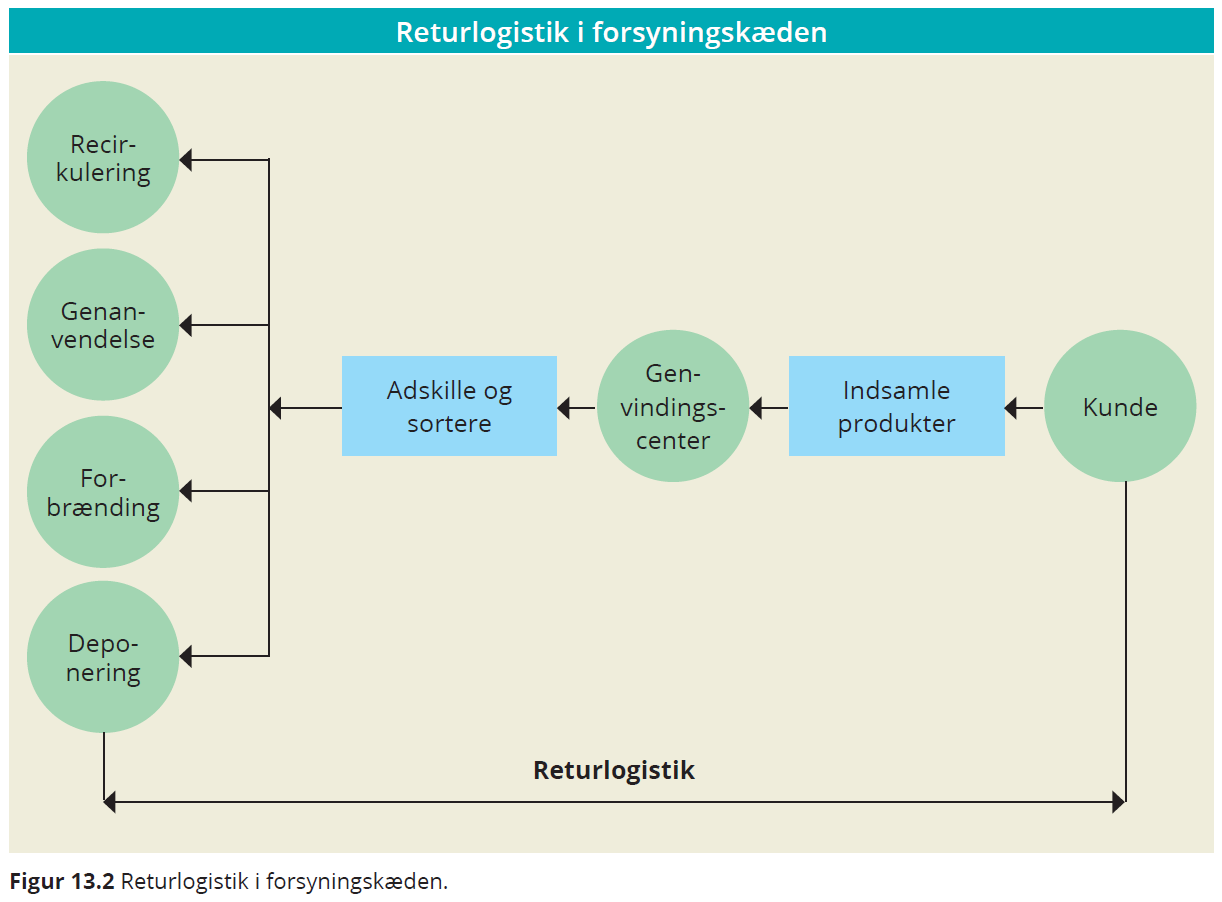 Returlogistik i forsyningskæden
Recir-
kulering
Genan-
vendelse
For-
brænding
Depo-
nering
Adskille og
sortere
Gen-
vindings-
center
Indsamle
produkter
Kunde
Returlogistik
Figur 13.2 Returlogistik i forsyningskæden.